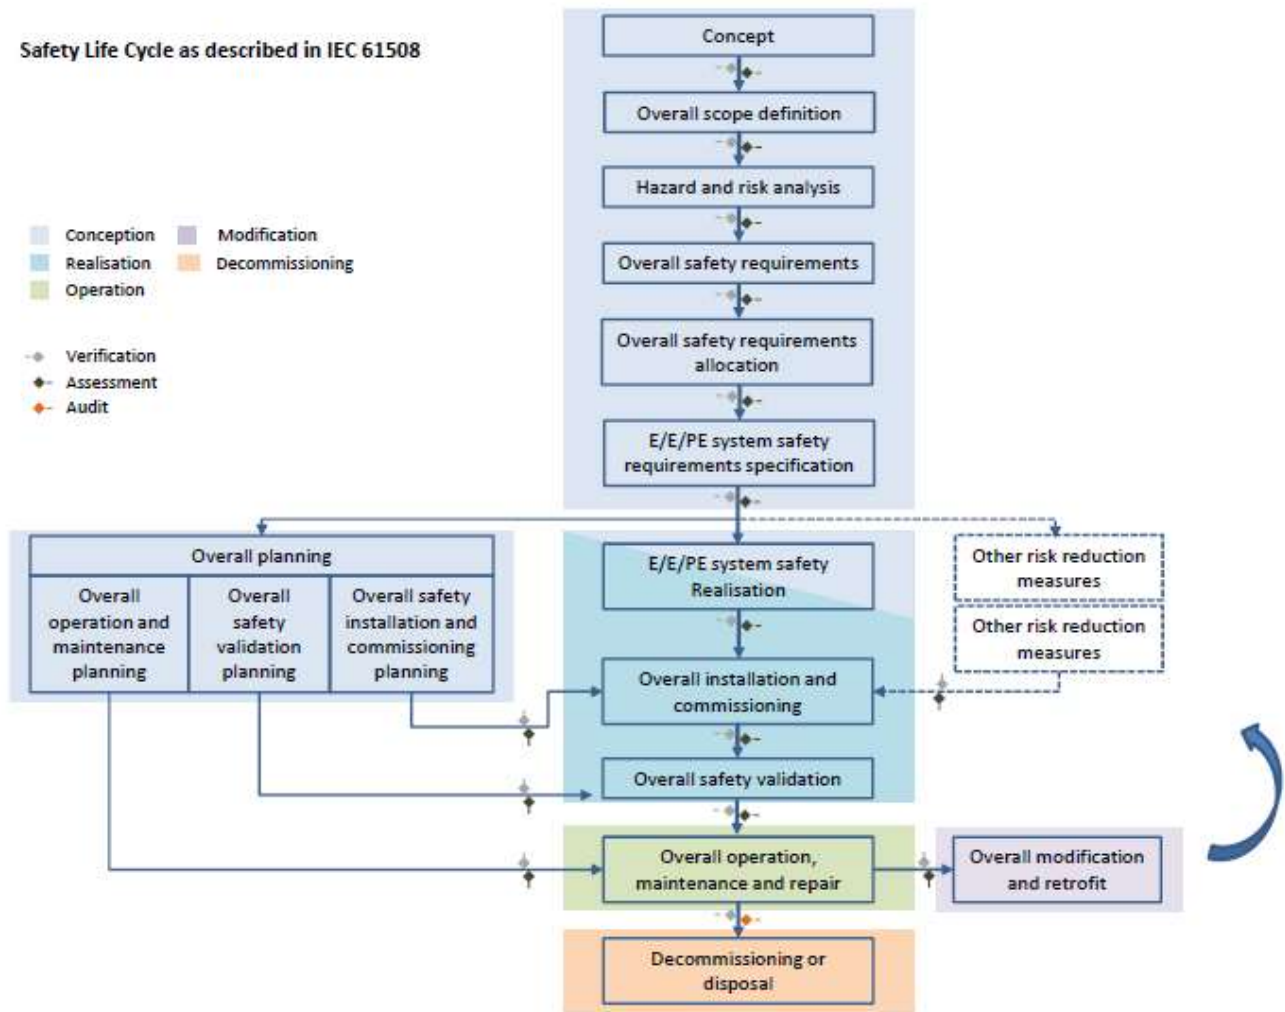 Safety Life Cycle as described in IEC 61508
Concept
Overall scope definition
Hazard and risk analysis
Conception
Modification
Realisation
Decommissioning
Operation
Overall safety requirements
Verification
Assessment
Audit
Overall safety requirements
allocation
E/E/PE system safety
requirements specification
Overall planning
Overall
operation and
maintenance
planning
Overall
safety
validation
planning
Overall safety
installation and
commissioning
planning
E/E/PE system safety
Realisation
Other risk reduction
measures
Other risk reduction
measures
Overall installation and
commissioning
Overall safety validation
Overall operation,
maintenance and repair
Overall modification
and retrofit
Decommissioning or
disposal